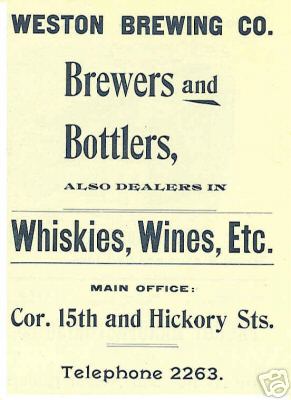 WESTON BREWING CO.
Brewers and
Bottlers,
ALSO DEALERS IN
Whiskies, Wines, Etc.
MAIN OFFICE:
Cor. 15th and Hickory Sts.
Telephone 2263.